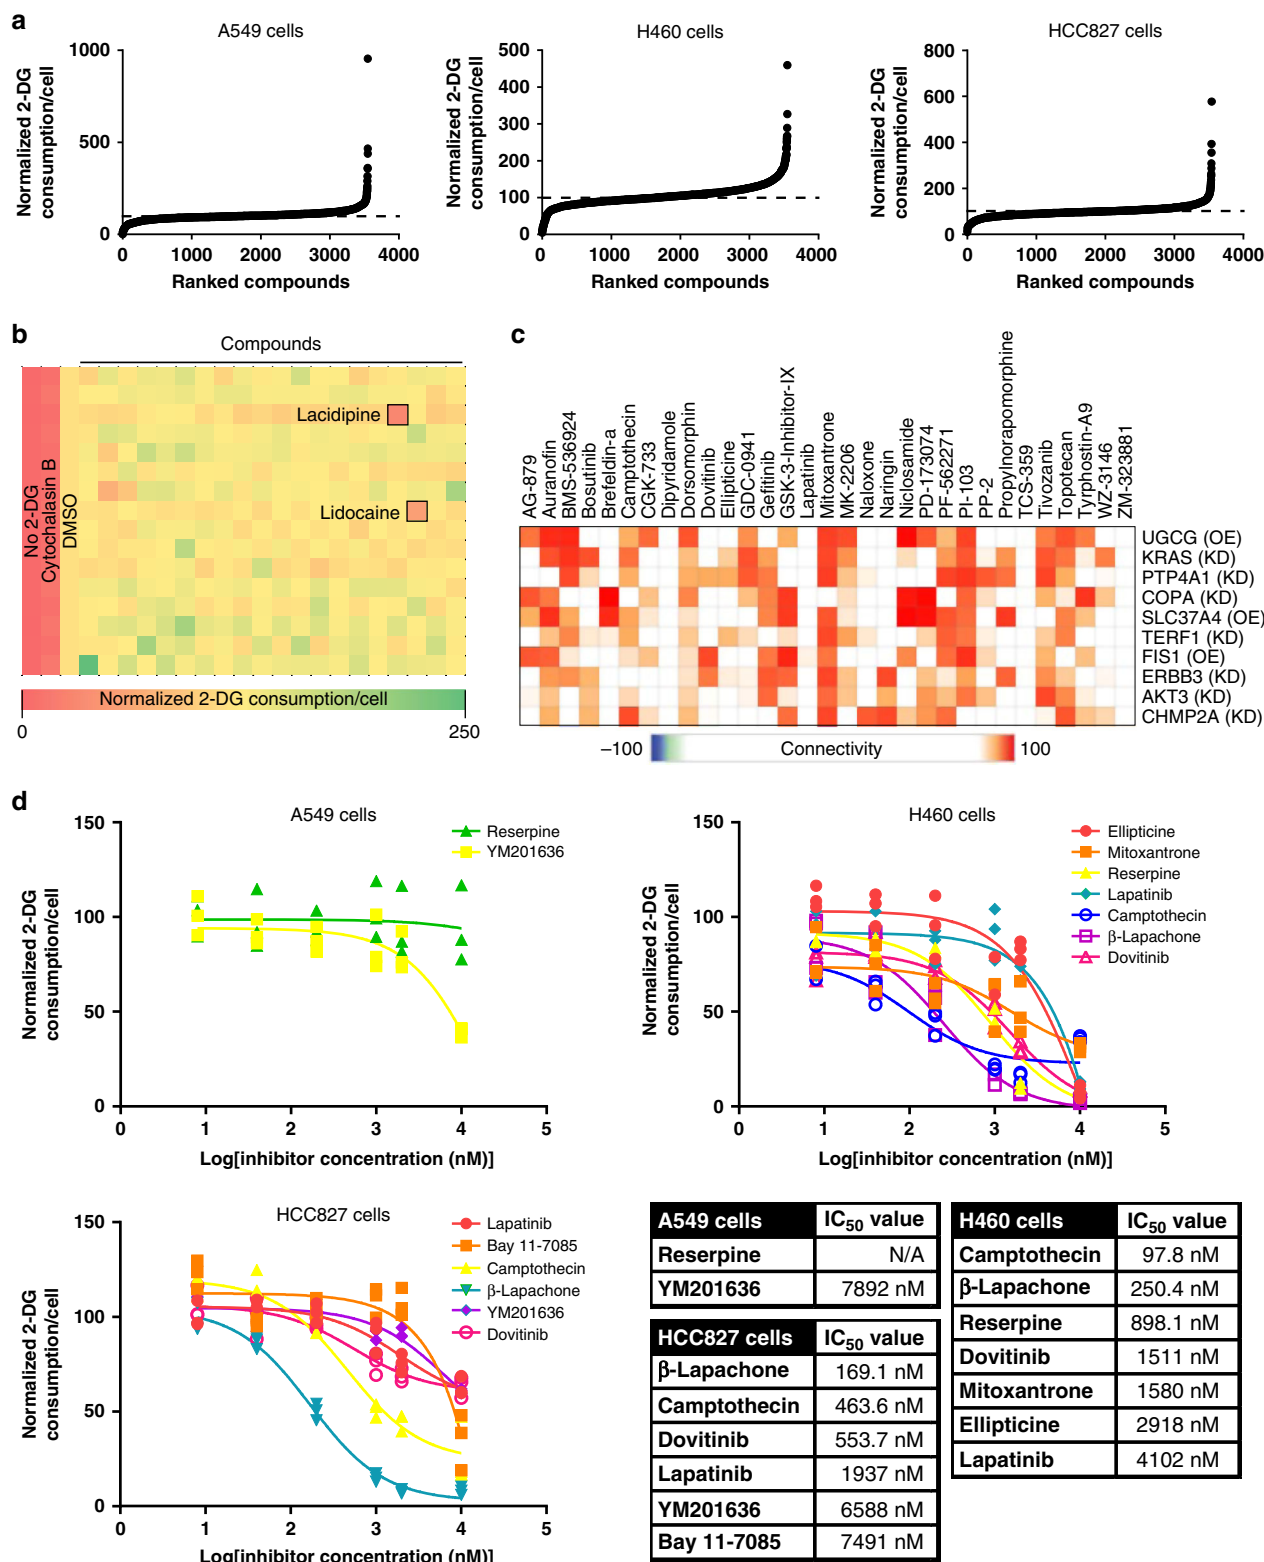 a
A549 cells
H460 cells
HCC827 cells
Normalized 2-DG
consumption/cell
1000
500
0
0 1000 2000 3000 4000
Ranked compounds
Normalized 2-DG
consumption/cell
500
400
300
200
100
0
0 1000 2000 3000 4000
Ranked compounds
Normalized 2-DG
consumption/cell
800
600
400
200
0
0 1000 2000 3000 4000
Ranked compounds
b
Compounds
No 2-DG
Cytochalasin B
DMSO
Lacidipine
Lidocaine
Normalized 2-DG consumption/cell
0 250
c
AG-879
Auranofin
BMS-536924
Bosutinib
Brefeldin-a
Camptothecin
CGK-733
Dipyridamole
Dorsomorphin
Dovitinib
Ellipticine
GDC-0941
Gefitinib
GSK-3-Inhibitor-IX
Lapatinib
Mitoxantrone
MK-2206
Naloxone
Naringin
Niclosamide
PD-173074
PF-562271
PI-103
PP-2
Propylnorapomorphine
TCS-359
Tivozanib
Topotecan
Tyrphostin-A9
WZ-3146
ZM-323881
UGCG (OE)
KRAS (KD)
PTP4A1 (KD)
COPA (KD)
SLC37A4 (OE)
TERF1 (KD)
FIS1 (OE)
ERBB3 (KD)
AKT3 (KD)
CHMP2A (KD)
−100 Connectivity 100
d
A549 cells
Normalized 2-DG
consumption/cell
150
100
50
0
0 1 2 3 4 5
Log[inhibitor concentration (nM)]
Reserpine
YM201636
H460 cells
Normalized 2-DG
consumption/cell
150
100
50
0
0 1 2 3 4 5
Log[inhibitor concentration (nM)]
Ellipticine
Mitoxantrone
Reserpine
Lapatinib
Camptothecin
β-Lapachone
Dovitinib
HCC827 cells
Normalized 2-DG
consumption/cell
150
100
50
0
0 1 2 3 4 5
Log[inhibitor concentration (nM)]
Lapatinib
Bay 11-7085
Camptothecin
β-Lapachone
YM201636
Dovitinib
A549 cells IC50 value
Reserpine N/A
YM201636 7892 nM
HCC827 cells IC50 value
β-Lapachone 169.1 nM
Camptothecin 463.6 nM
Dovitinib 553.7 nM
Lapatinib 1937 nM
YM201636 6588 nM
Bay 11-7085 7491 nM
H460 cells IC50 value
Camptothecin 97.8 nM
β-Lapachone 250.4 nM
Reserpine 898.1 nM
Dovitinib 1511 nM
Mitoxantrone 1580 nM
Ellipticine 2918 nM
Lapatinib 4102 nM